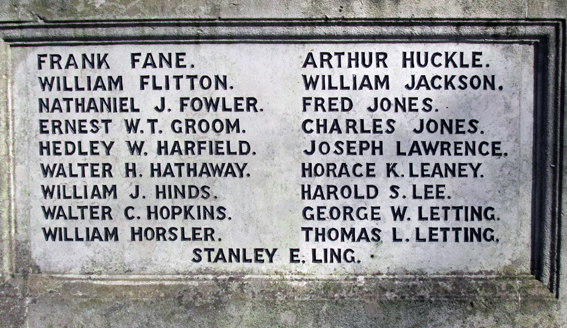 FRANK FANE. ARTHUR HUCKLE.
WILLIAM FLITTON. WILLIAM JACKSON.
NATHANIEL J. FOWLER. FRED JONES.
ERNEST W.T. GROOM. CHARLES JONES.
HEDLEY W. HARFIELD. JOSEPH LAWRENCE.
WALTER H. HATHAWAY. HORACE K. LEANEY.
WILLIAM J. HINDS. HAROLD S. LEE.
WALTER C. HOPKINS. GEORGE W. LETTING.
WILLIAM HORSLER. THOMAS L. LETTING.
STANLEY E. LING.